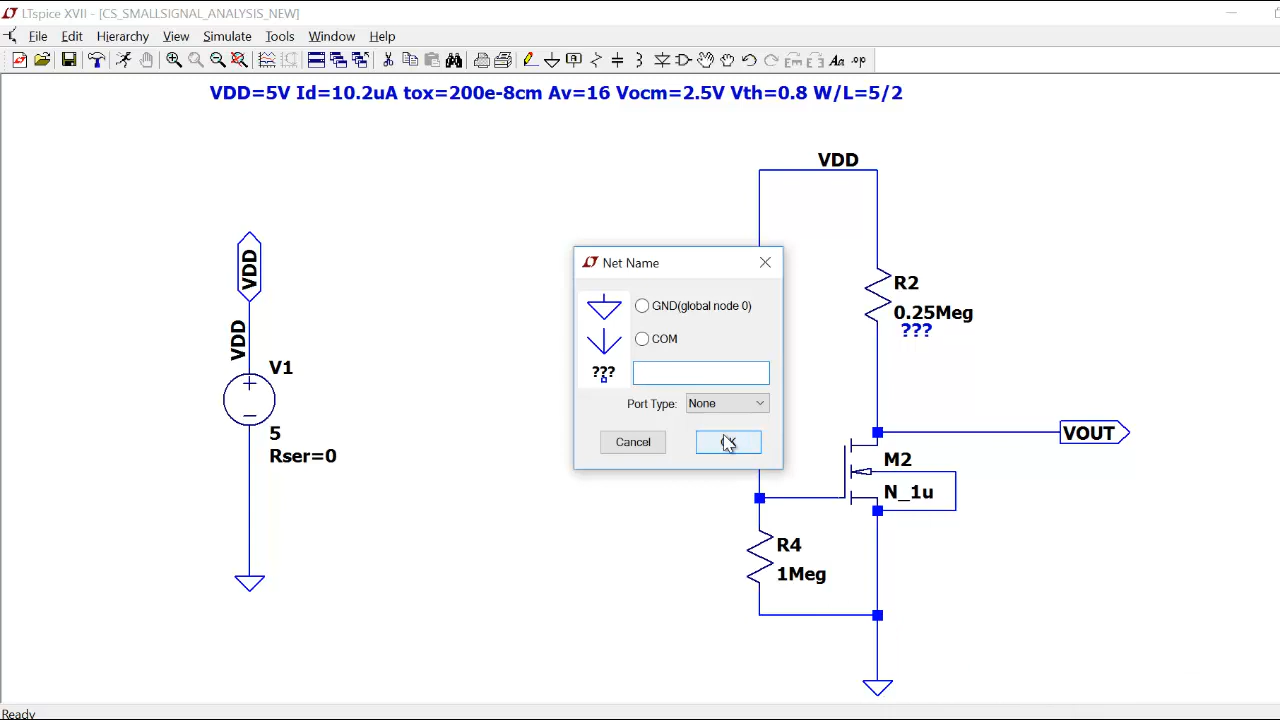 LTspice XVII - [CS_SMALLSIGNAL_ANALYSIS_NEW]
File Edit Hierarchy View Simulate Tools Window Help
Aa .op
VDD=5V Id=10.2uA tox=200e-8cm Av=16 Vocm=2.5V Vth=0.8 W/L=5/2
VDD
VDD
VDD
V1
5
Rser=0
Net Name
GND(global node 0)
COM
???
Port Type: None
Cancel
R2
0.25Meg
???
VOUT
M2
N_1u
R4
1Meg
Ready